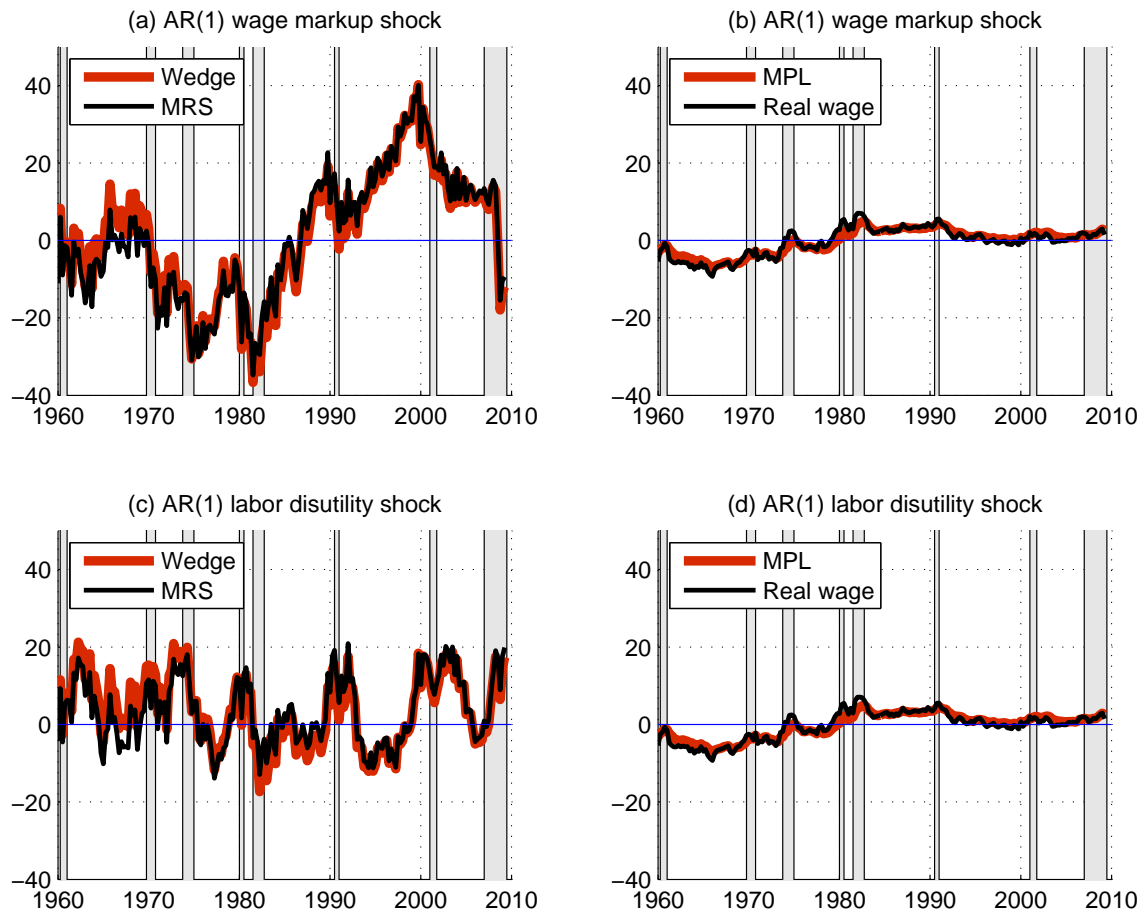 (a) AR(1) wage markup shock
40
20
0
−20
−40
1960 1970 1980 1990 2000 2010
Wedge
MRS
(b) AR(1) wage markup shock
40
20
0
−20
−40
1960 1970 1980 1990 2000 2010
MPL
Real wage
(c) AR(1) labor disutility shock
40
20
0
−20
−40
1960 1970 1980 1990 2000 2010
Wedge
MRS
(d) AR(1) labor disutility shock
40
20
0
−20
−40
1960 1970 1980 1990 2000 2010
MPL
Real wage